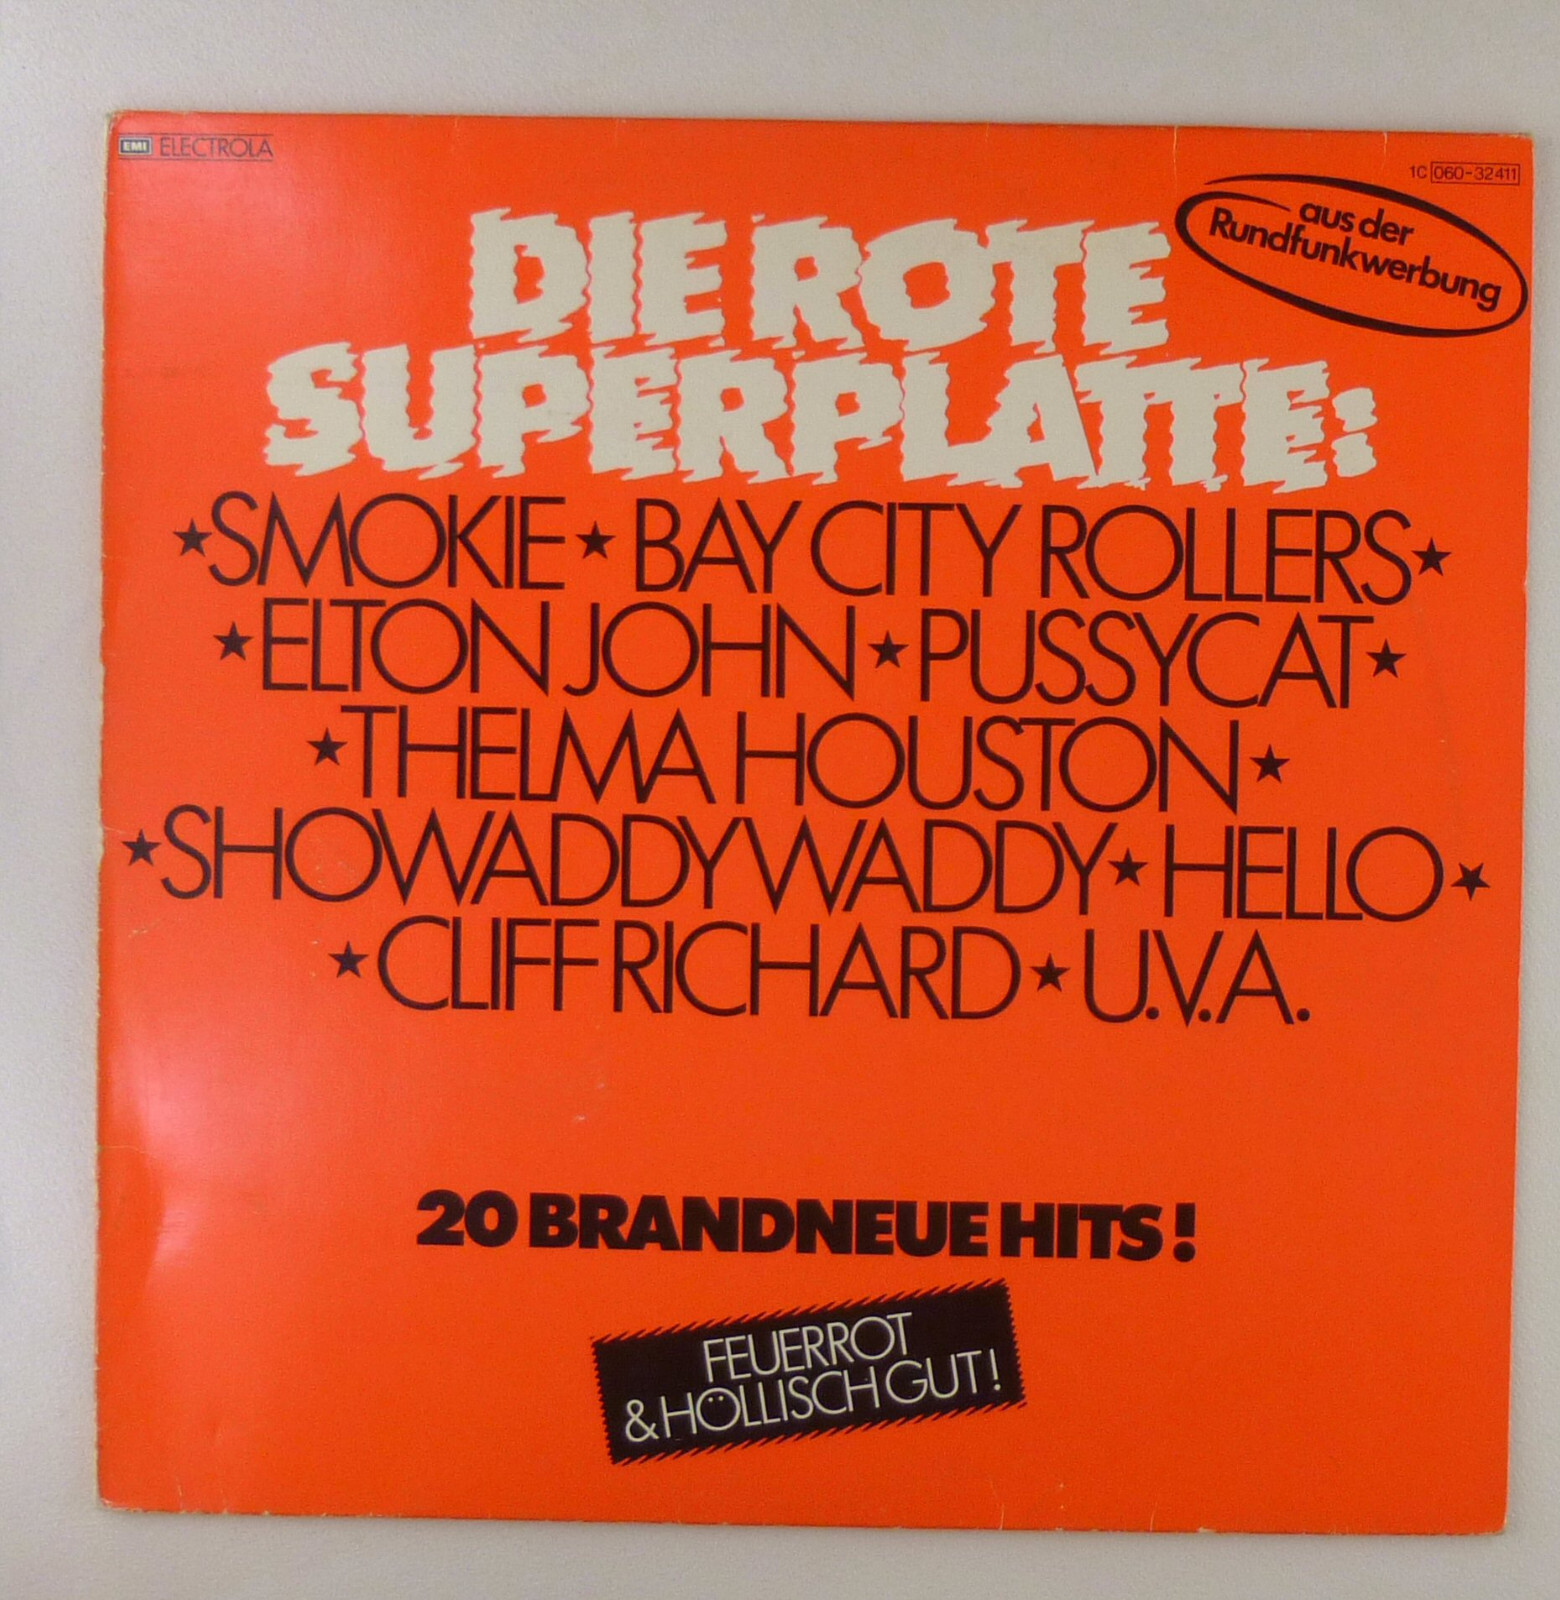 EMI ELECTROLA
1C 060-32411
aus der
Rundfunkwerbung
DIE ROTE
SUPERPLATTE:
★SMOKIE★BAY CITY ROLLERS★
★ELTON JOHN★PUSSYCAT★
★THELMA HOUSTON★
★SHOWADDYWADDY★HELLO★
★CLIFF RICHARD★U.V.A.
20 BRANDNEUE HITS!
FEUERROT
& HÖLLISCH GUT!